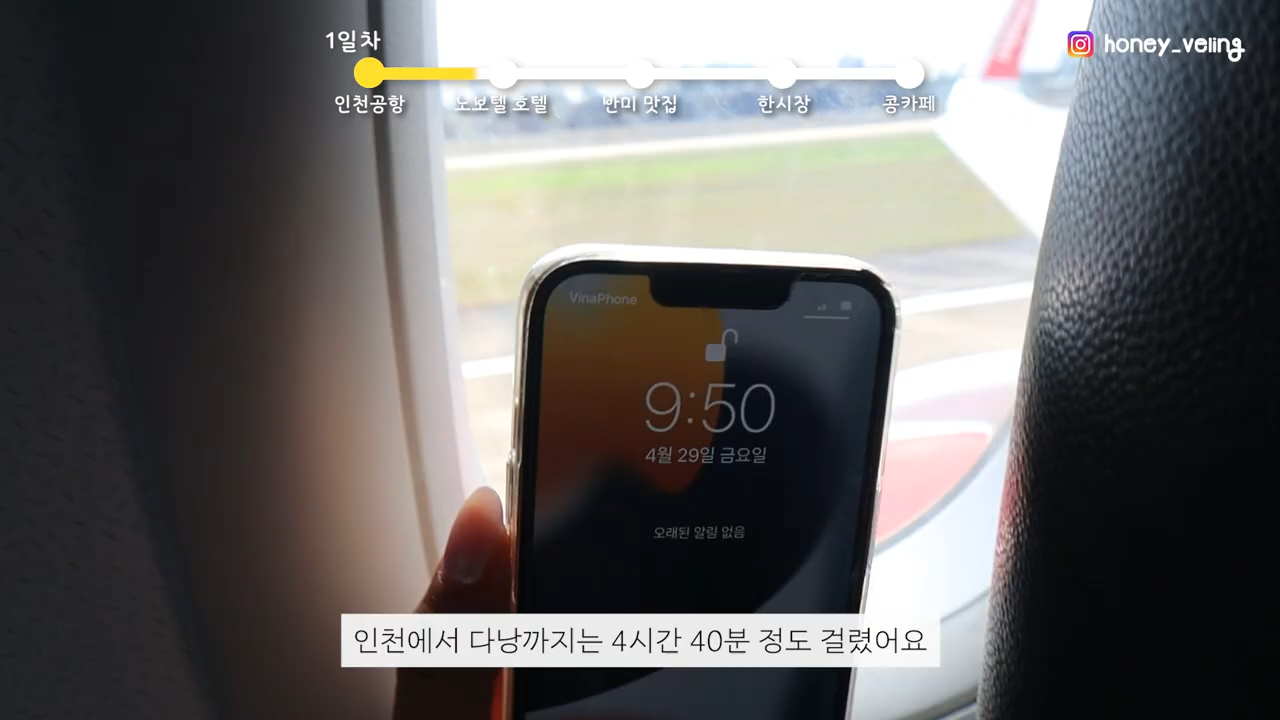 1일차
honey_veling
인천공항
노보텔 호텔
반미 맛집
한시장
콩카페
VinaPhone
9:50
4월 29일 금요일
오래된 알림 없음
인천에서 다낭까지는 4시간 40분 정도 걸렸어요